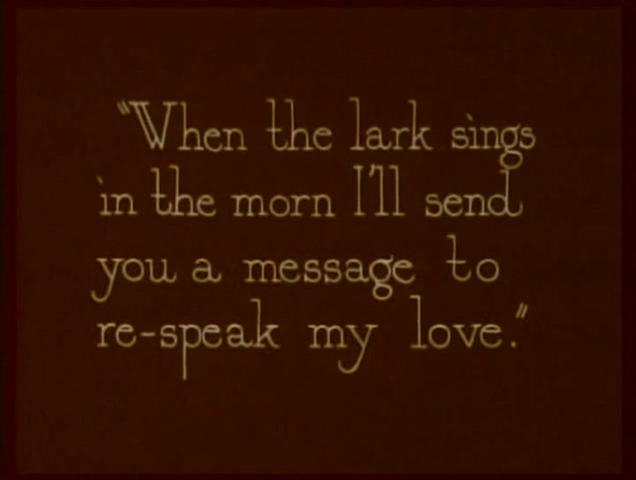 "When the lark sings
in the morn I'll send
you a message to
re-speak my love."